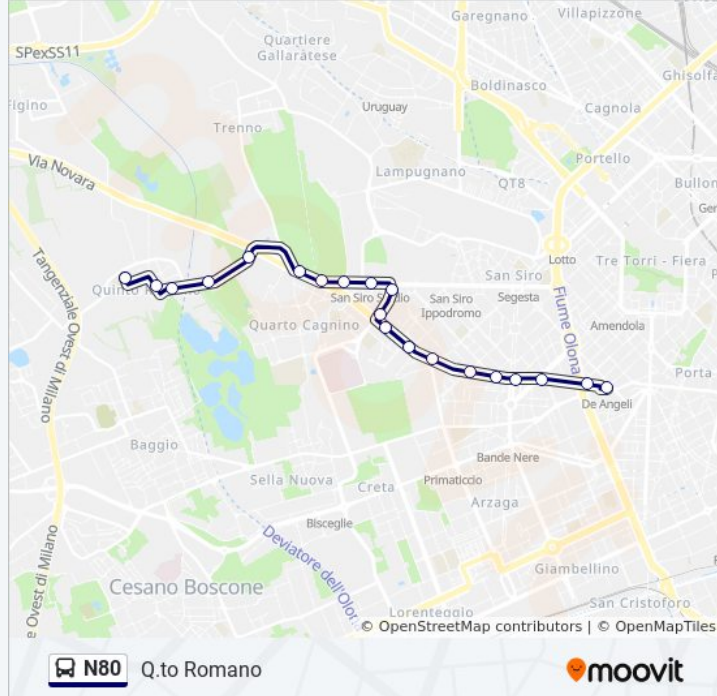 Garegnano
Villapizzone
SPexSS11
Quartiere
Gallaratese
Boldinasco
Ghisolfa
Figino
Uruguay
Cagnola
Trenno
Portello
Via Novara
Lampugnano
QT8
Bullon
Ger
Lotto
Tre Torri - Fiera
San Siro
Quinto R
San Siro S
San Siro
Ippodromo
Segesta
Tangenziale Ovest di Milano
Fiume Olona
Quarto Cagnino
Amendola
Porta
De Angeli
Baggio
Bande Nere
Sella Nuova
Creta
Primaticcio
Arzaga
Bisceglie
e Ovest di Milano
Deviatore dell'Olor...
Giambellino
Cesano Boscone
San Cristoforo
Lorenteggio
© OpenStreetMap contributors | © OpenMapTiles
N80 Q.to Romano
moovit